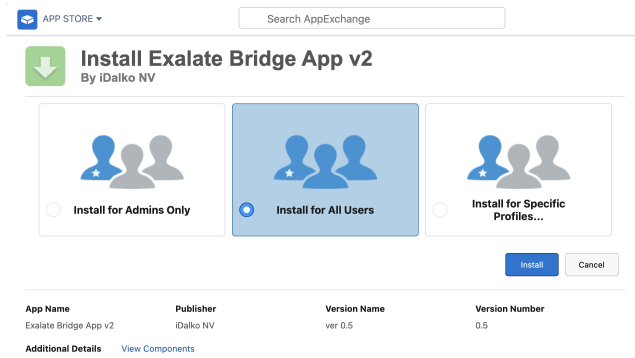 APP STORE
Search AppExchange
Install Exalate Bridge App v2
By iDalko NV
Install for Admins Only
Install for All Users
Install for Specific
Profiles...
Install Cancel
App Name Publisher Version Name Version Number
Exalate Bridge App v2 iDalko NV ver 0.5 0.5
Additional Details View Components